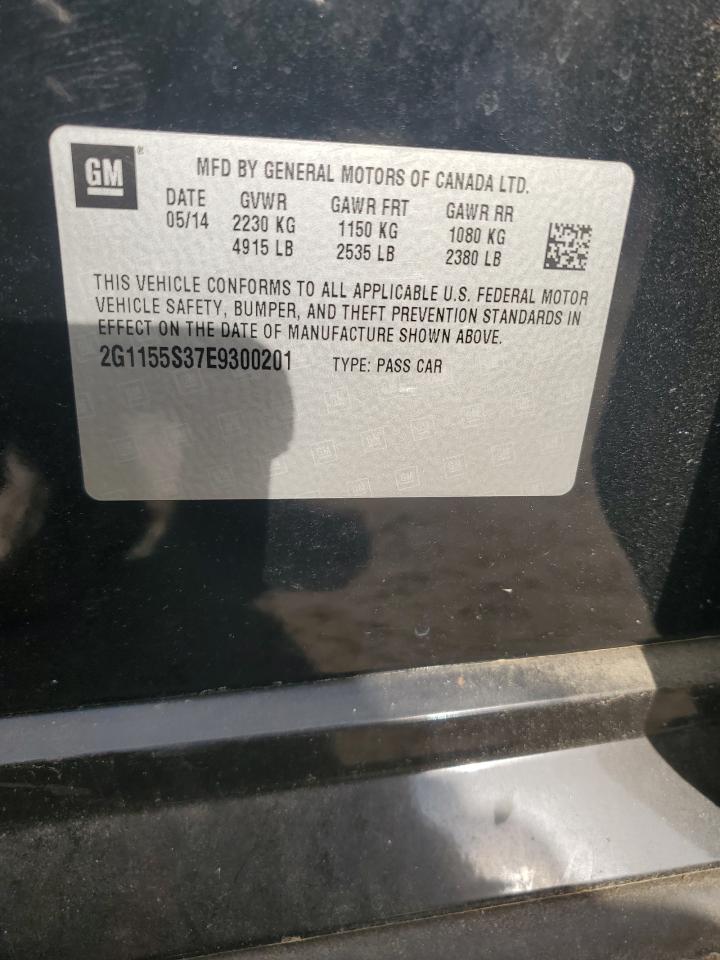 GM®
MFD BY GENERAL MOTORS OF CANADA LTD.
DATE GVWR GAWR FRT GAWR RR
05/14 2230 KG 1150 KG 1080 KG
4915 LB 2535 LB 2380 LB
THIS VEHICLE CONFORMS TO ALL APPLICABLE U.S. FEDERAL MOTOR
VEHICLE SAFETY, BUMPER, AND THEFT PREVENTION STANDARDS IN
EFFECT ON THE DATE OF MANUFACTURE SHOWN ABOVE.
2G1155S37E9300201 TYPE: PASS CAR